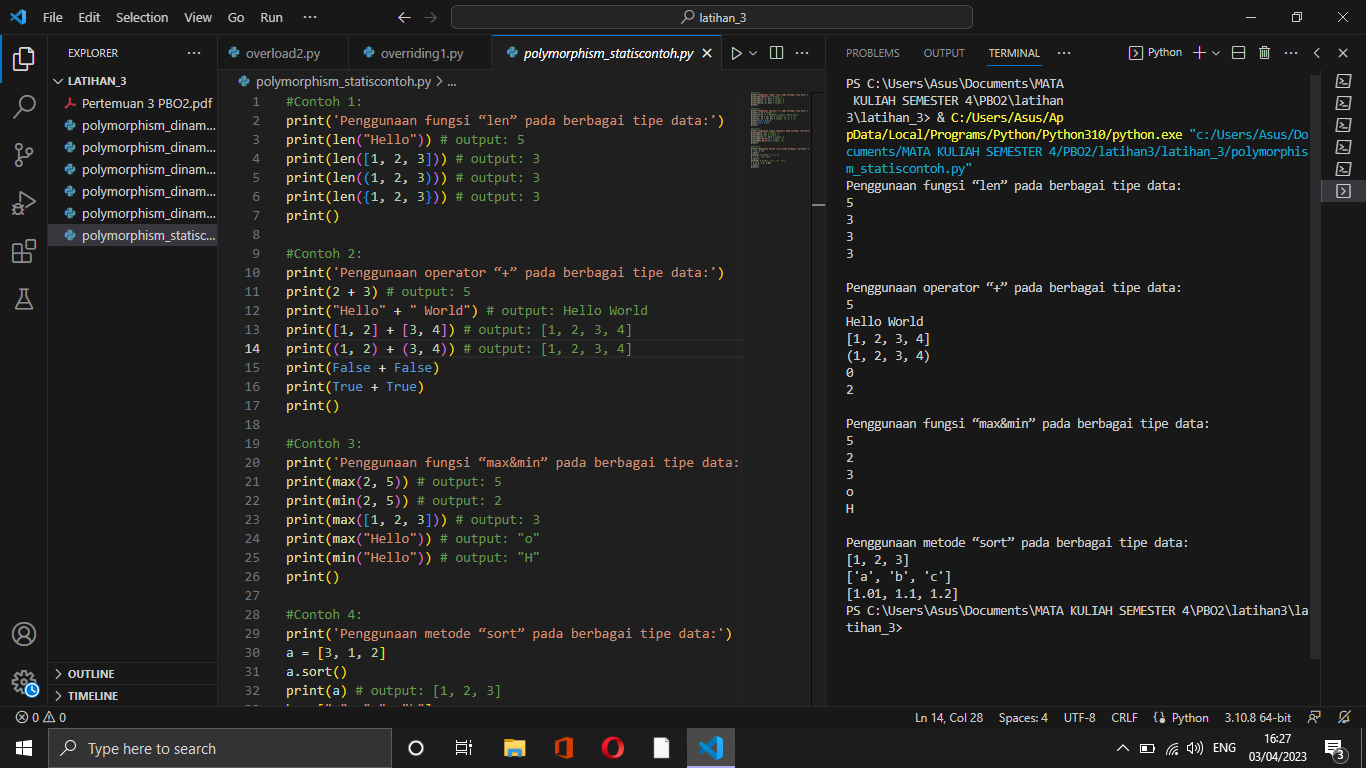 File Edit Selection View Go Run ··· latihan_3
EXPLORER ···
LATIHAN_3
Pertemuan 3 PBO2.pdf
polymorphism_dinam...
polymorphism_dinam...
polymorphism_dinam...
polymorphism_dinam...
polymorphism_dinam...
polymorphism_statisc...
OUTLINE
TIMELINE
overload2.py overriding1.py polymorphism_statiscontoh.py
polymorphism_statiscontoh.py > ...
1 #Contoh 1:
2 print('Penggunaan fungsi “len” pada berbagai tipe data:')
3 print(len("Hello")) # output: 5
4 print(len([1, 2, 3])) # output: 3
5 print(len((1, 2, 3))) # output: 3
6 print(len({1, 2, 3})) # output: 3
7 print()
8
9 #Contoh 2:
10 print('Penggunaan operator “+” pada berbagai tipe data:')
11 print(2 + 3) # output: 5
12 print("Hello" + " World") # output: Hello World
13 print([1, 2] + [3, 4]) # output: [1, 2, 3, 4]
14 print((1, 2) + (3, 4)) # output: [1, 2, 3, 4]
15 print(False + False)
16 print(True + True)
17 print()
18
19 #Contoh 3:
20 print('Penggunaan fungsi “max&min” pada berbagai tipe data:
21 print(max(2, 5)) # output: 5
22 print(min(2, 5)) # output: 2
23 print(max([1, 2, 3])) # output: 3
24 print(max("Hello")) # output: "o"
25 print(min("Hello")) # output: "H"
26 print()
27
28 #Contoh 4:
29 print('Penggunaan metode “sort” pada berbagai tipe data:')
30 a = [3, 1, 2]
31 a.sort()
32 print(a) # output: [1, 2, 3]
PROBLEMS OUTPUT TERMINAL ··· Python
PS C:\Users\Asus\Documents\MATA
KULIAH SEMESTER 4\PBO2\latihan
3\latihan_3> & C:/Users/Asus/Ap
pData/Local/Programs/Python/Python310/python.exe "c:/Users/Asus/Do
cuments/MATA KULIAH SEMESTER 4/PBO2/latihan3/latihan_3/polymorphis
m_statiscontoh.py"
Penggunaan fungsi “len” pada berbagai tipe data:
5
3
3
3
Penggunaan operator “+” pada berbagai tipe data:
5
Hello World
[1, 2, 3, 4]
(1, 2, 3, 4)
0
2
Penggunaan fungsi “max&min” pada berbagai tipe data:
5
2
3
o
H
Penggunaan metode “sort” pada berbagai tipe data:
[1, 2, 3]
['a', 'b', 'c']
[1.01, 1.1, 1.2]
PS C:\Users\Asus\Documents\MATA KULIAH SEMESTER 4\PBO2\latihan3\la
tihan_3>
0 0 Ln 14, Col 28 Spaces: 4 UTF-8 CRLF Python 3.10.8 64-bit
Type here to search
ENG
16:27
03/04/2023
3